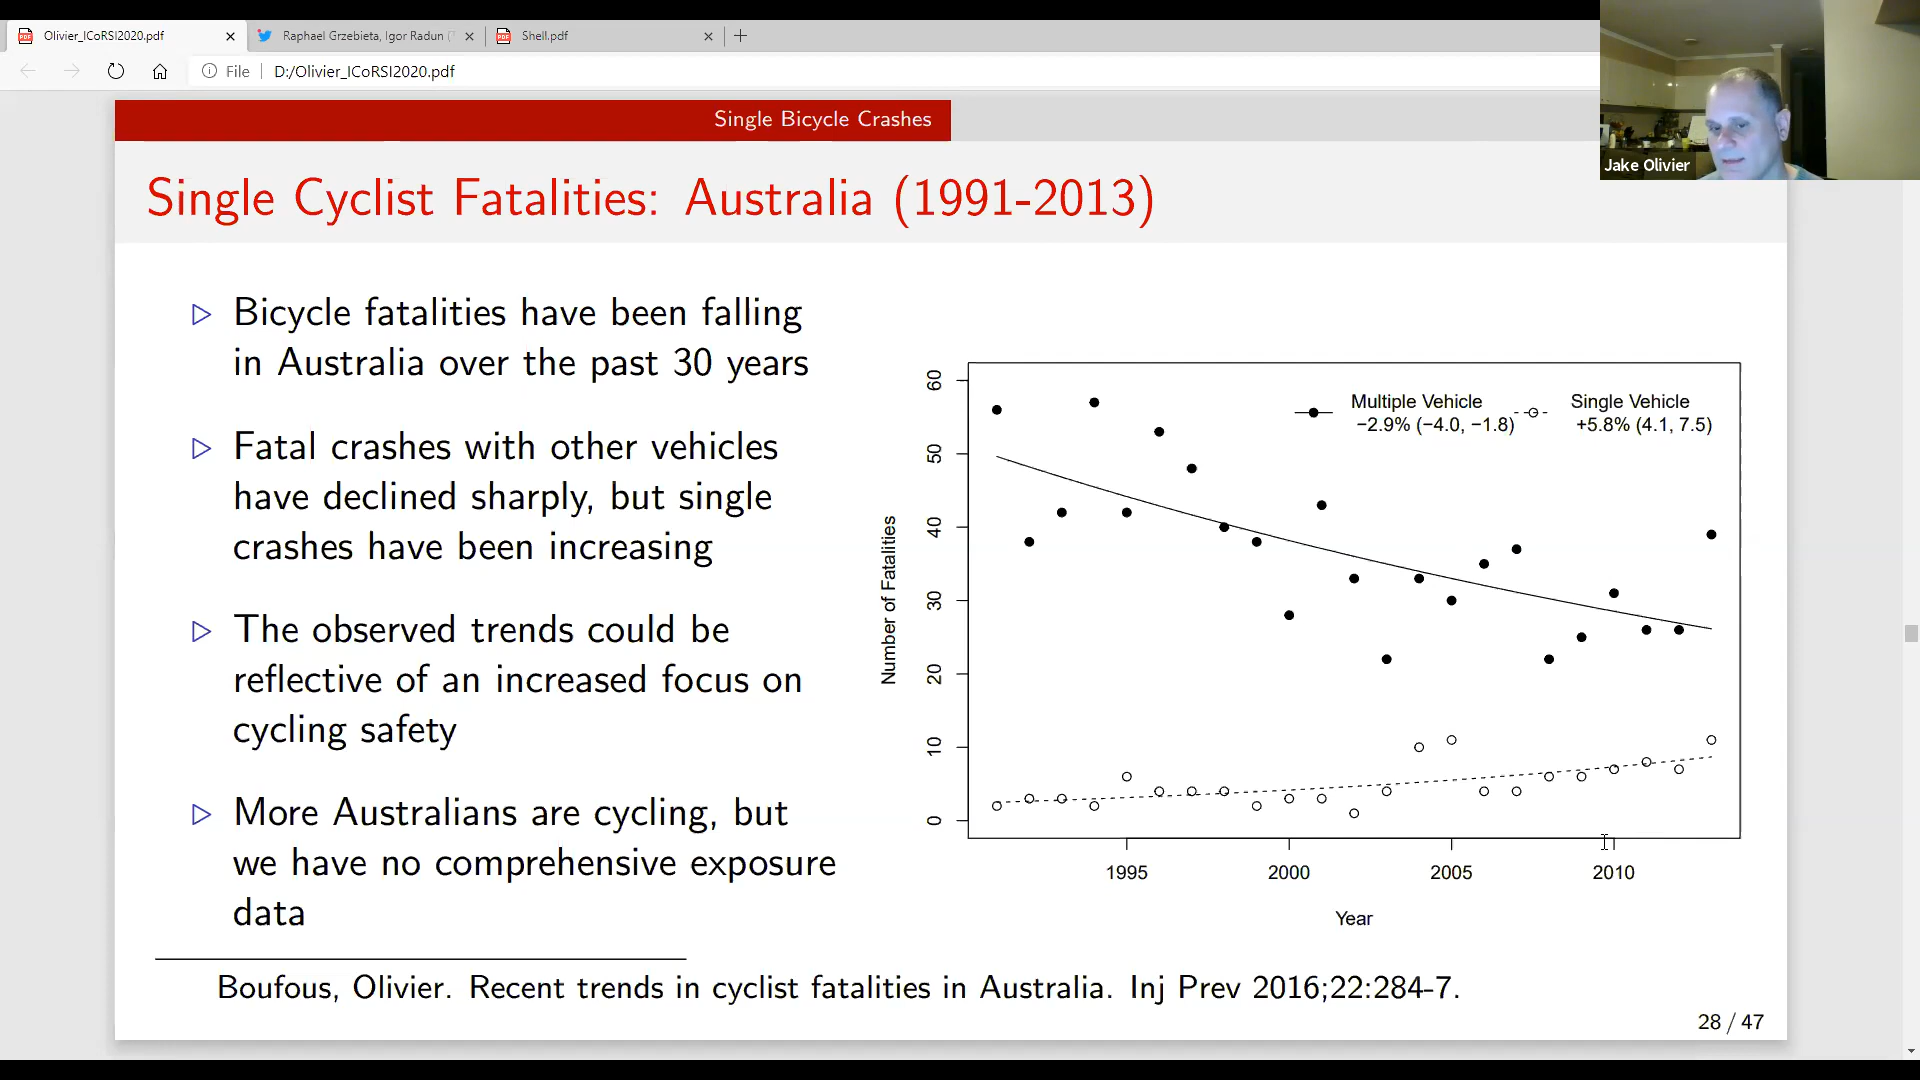 Olivier_ICoRSI2020.pdf
Raphael Grzebieta, Igor Radun (
Shell.pdf
File
D:/Olivier_ICoRSI2020.pdf
Jake Olivier
Single Bicycle Crashes
Single Cyclist Fatalities: Australia (1991-2013)
Bicycle fatalities have been falling
in Australia over the past 30 years
Fatal crashes with other vehicles
have declined sharply, but single
crashes have been increasing
The observed trends could be
reflective of an increased focus on
cycling safety
More Australians are cycling, but
we have no comprehensive exposure
data
Number of Fatalities
60
50
40
30
20
10
0
Multiple Vehicle
−2.9% (−4.0, −1.8)
Single Vehicle
+5.8% (4.1, 7.5)
1995 2000 2005 2010
Year
Boufous, Olivier. Recent trends in cyclist fatalities in Australia. Inj Prev 2016;22:284-7.
28 / 47